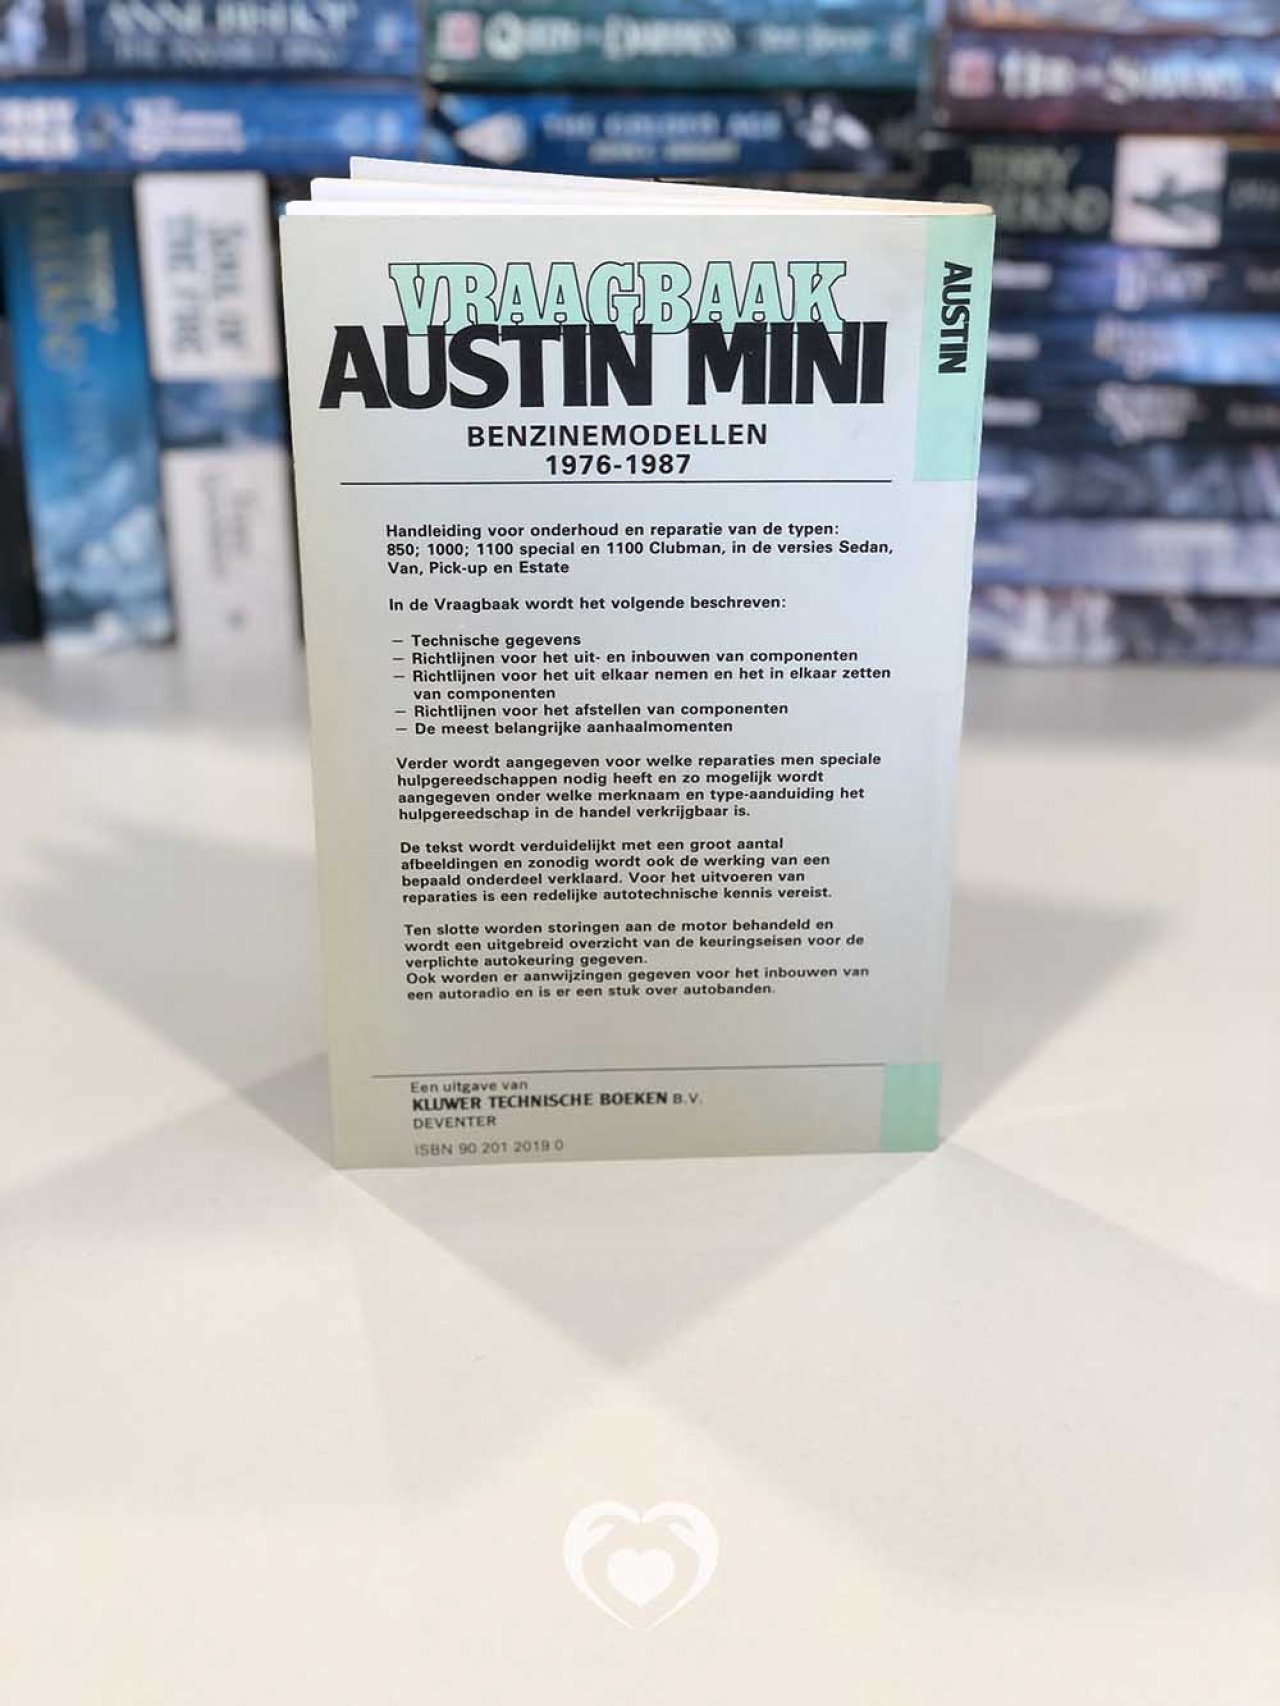 QUEEN of DARKNESS
THE GOLDEN AGE
TERRY
VRAAGBAAK
AUSTIN MINI
BENZINEMODELLEN
1976-1987
AUSTIN
Handleiding voor onderhoud en reparatie van de typen:
850; 1000; 1100 special en 1100 Clubman, in de versies Sedan,
Van, Pick-up en Estate
In de Vraagbaak wordt het volgende beschreven:
– Technische gegevens
– Richtlijnen voor het uit- en inbouwen van componenten
– Richtlijnen voor het uit elkaar nemen en het in elkaar zetten
van componenten
– Richtlijnen voor het afstellen van componenten
– De meest belangrijke aanhaalmomenten
Verder wordt aangegeven voor welke reparaties men speciale
hulpgereedschappen nodig heeft en zo mogelijk wordt
aangegeven onder welke merknaam en type-aanduiding het
hulpgereedschap in de handel verkrijgbaar is.
De tekst wordt verduidelijkt met een groot aantal
afbeeldingen en zonodig wordt ook de werking van een
bepaald onderdeel verklaard. Voor het uitvoeren van
reparaties is een redelijke autotechnische kennis vereist.
Ten slotte worden storingen aan de motor behandeld en
wordt een uitgebreid overzicht van de keuringseisen voor de
verplichte autokeuring gegeven.
Ook worden er aanwijzingen gegeven voor het inbouwen van
een autoradio en is er een stuk over autobanden.
Een uitgave van
KLUWER TECHNISCHE BOEKEN B.V.
DEVENTER
ISBN 90 201 2019 0